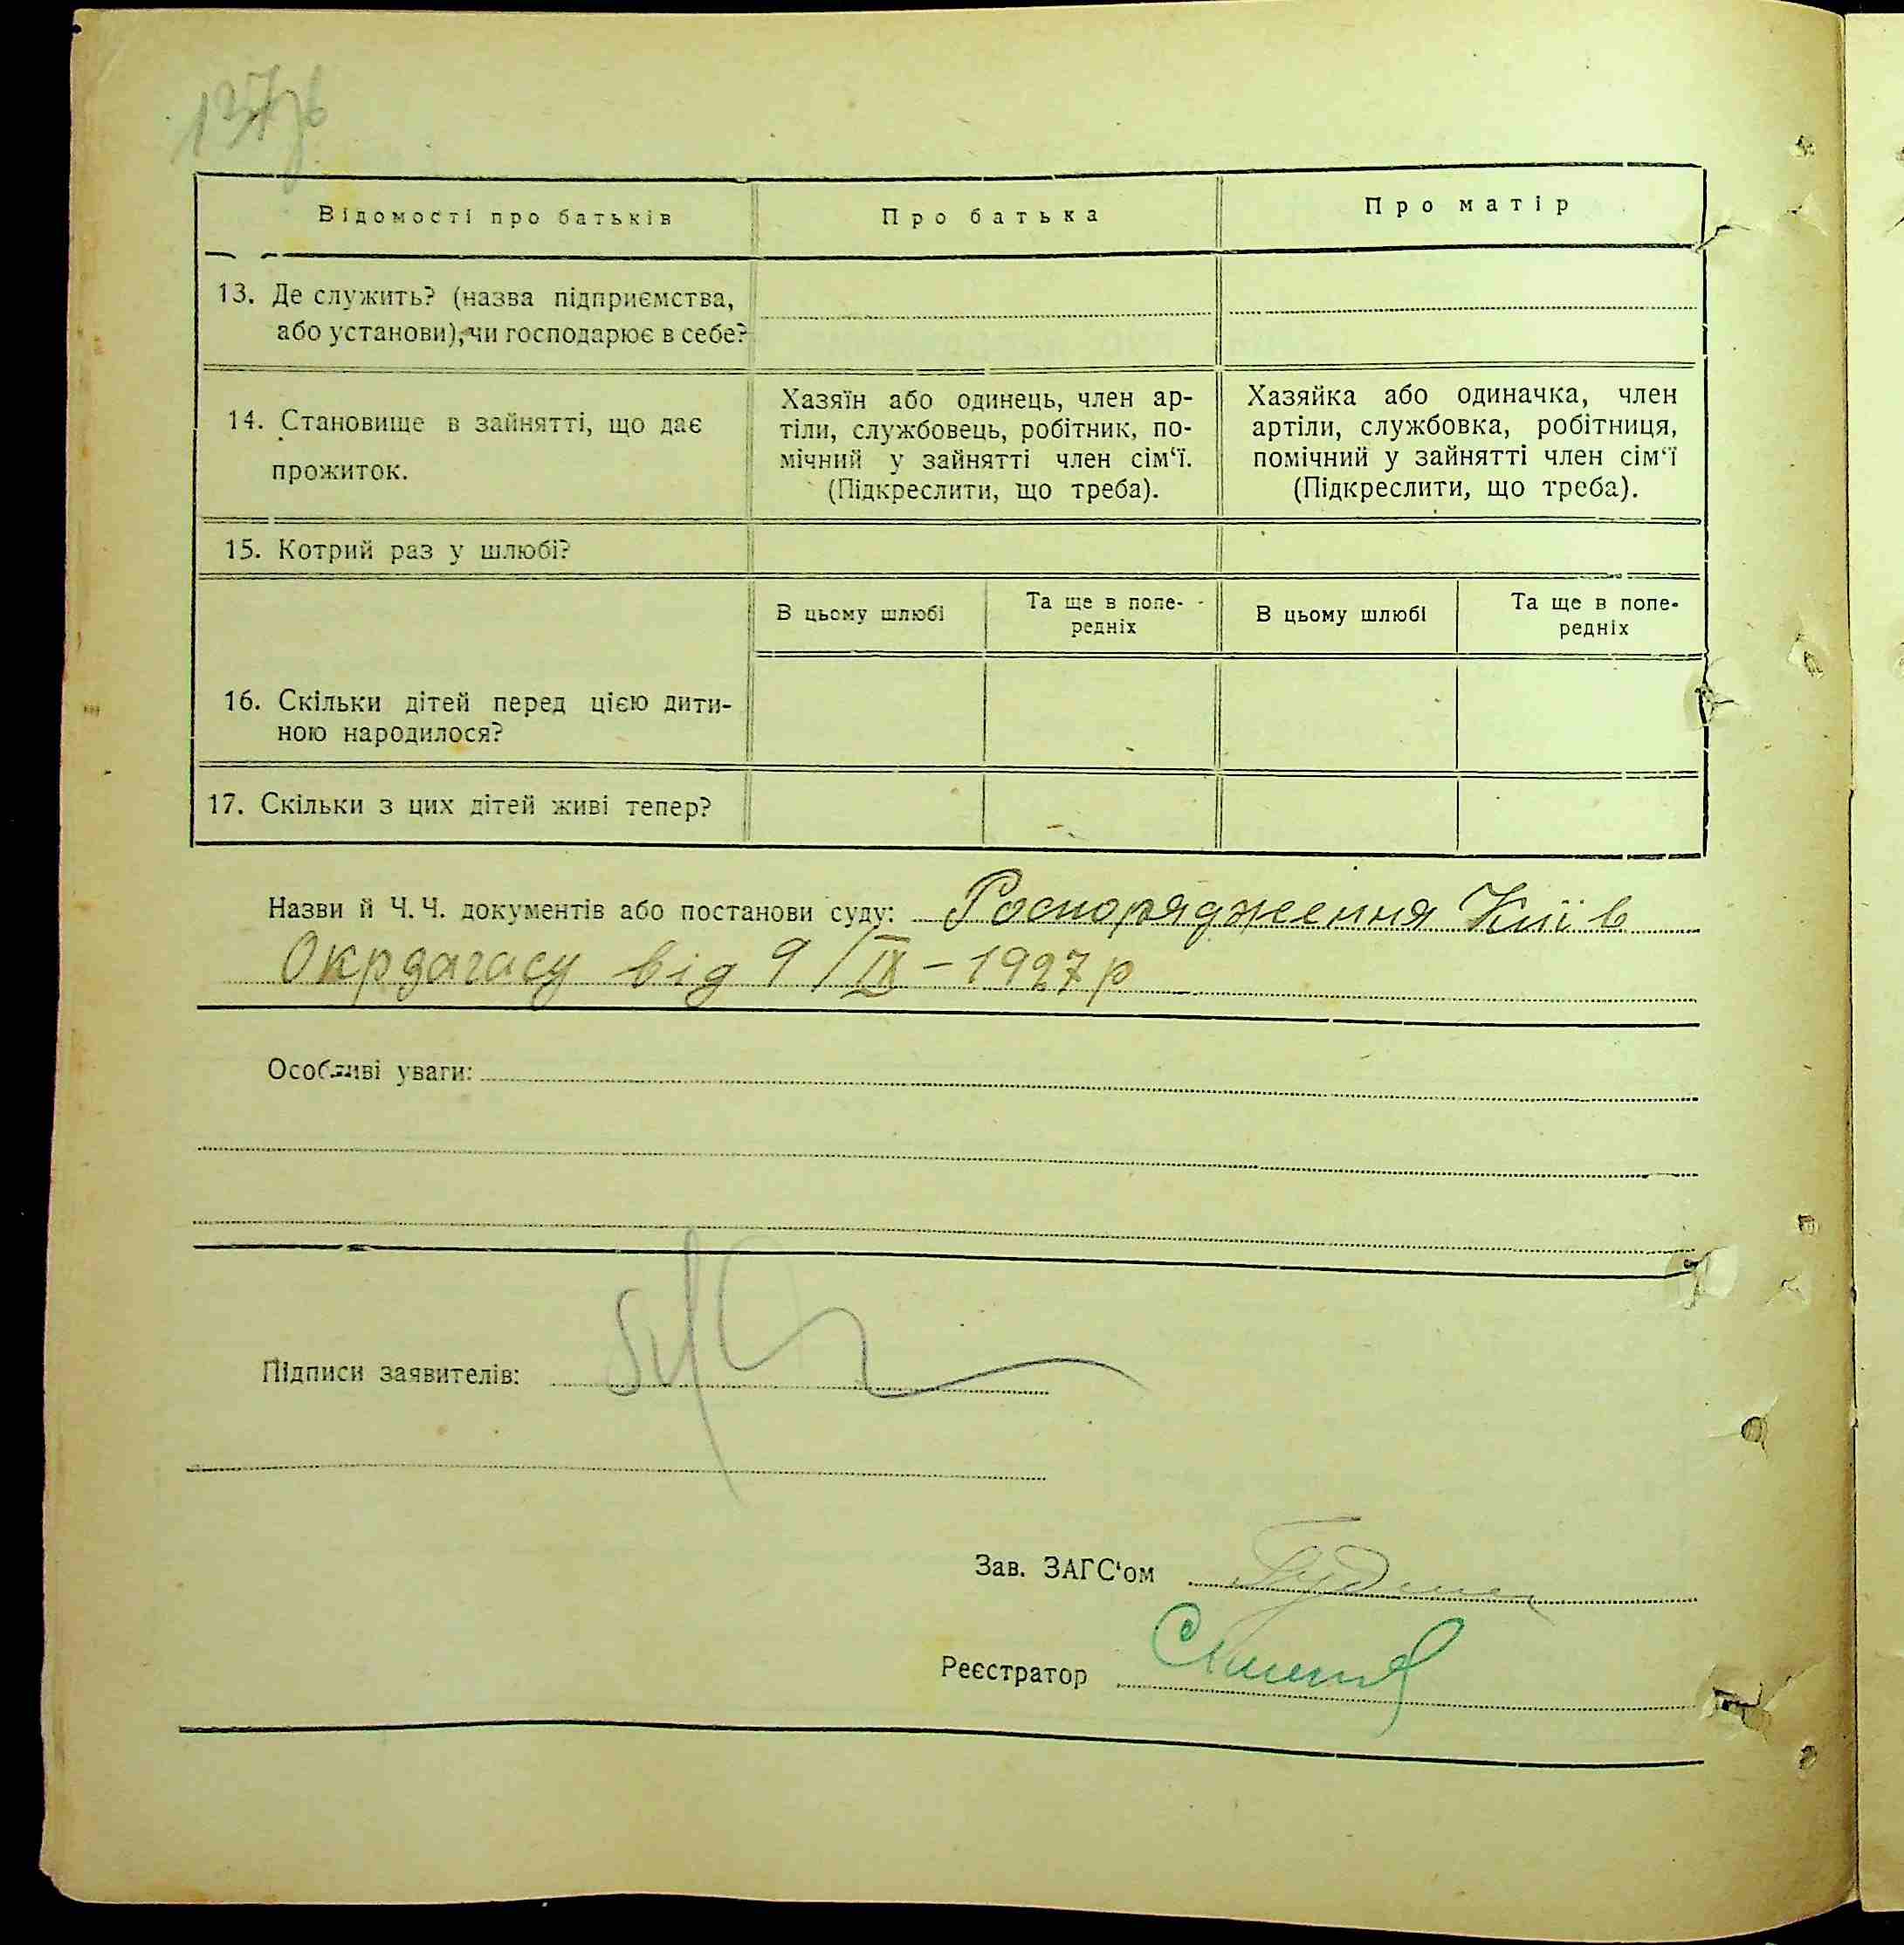 Відомості про батьків
Про батька
Про матір
13. Де служить? (назва підприємства,
або установи), чи господарює в себе?
14. Становище в зайнятті, що дає
прожиток.
Хазяїн або одинець, член ар-
тіли, службовець, робітник, по-
мічний у зайнятті член сім‘ї.
(Підкреслити, що треба).
Хазяйка або одиначка, член
артіли, службовка, робітниця,
помічний у зайнятті член сім‘ї
(Підкреслити, що треба).
15. Котрий раз у шлюбі?
В цьому шлюбі
Та ще в попе-
редніх
В цьому шлюбі
Та ще в попе-
редніх
16. Скільки дітей перед цією дити-
ною народилося?
17. Скільки з цих дітей живі тепер?
Назви й Ч. Ч. документів або постанови суду: Роспорядження Київ
Окрзагасу від 9/IX – 1927 р
Особливі уваги:
Підписи заявителів:
Зав. ЗАГС‘ом
Реєстратор